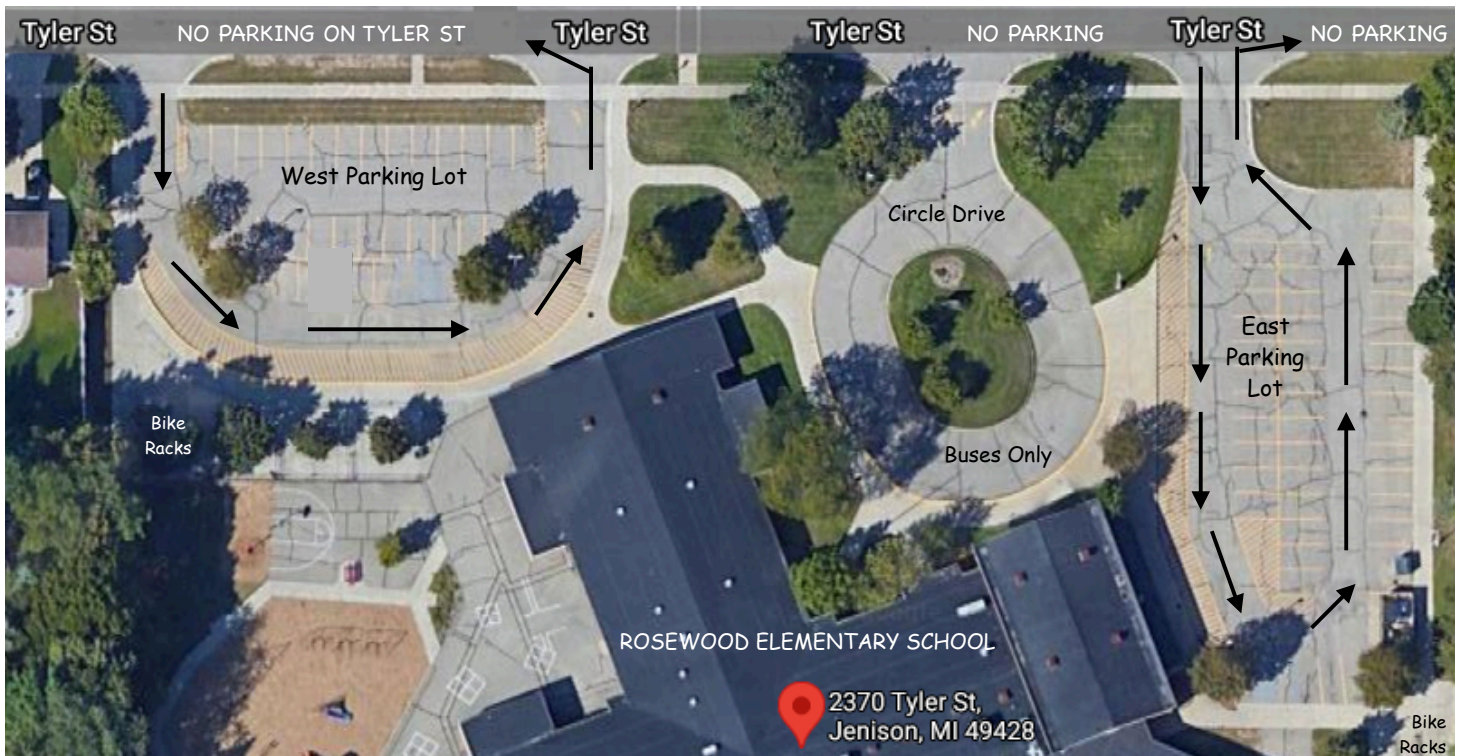 Tyler St
NO PARKING ON TYLER ST
Tyler St
Tyler St
NO PARKING
Tyler St
NO PARKING
West Parking Lot
Circle Drive
East
Parking
Lot
Bike
Racks
Buses Only
ROSEWOOD ELEMENTARY SCHOOL
2370 Tyler St,
Jenison, MI 49428
Bike
Racks